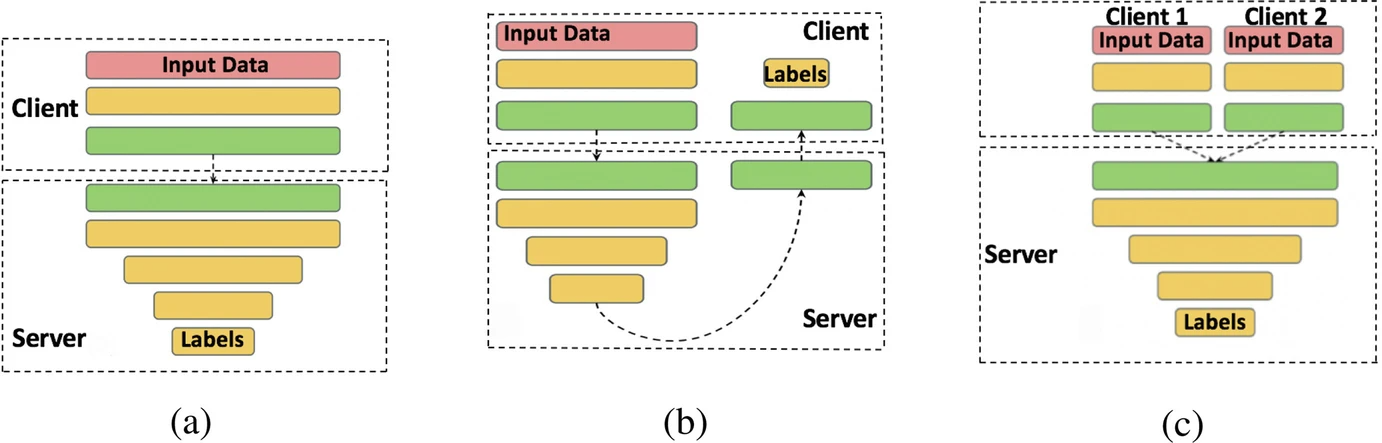 Input Data
Client
Server
Labels
(a)
Input Data
Client
Labels
Server
(b)
Client 1 Client 2
Input Data Input Data
Server
Labels
(c)